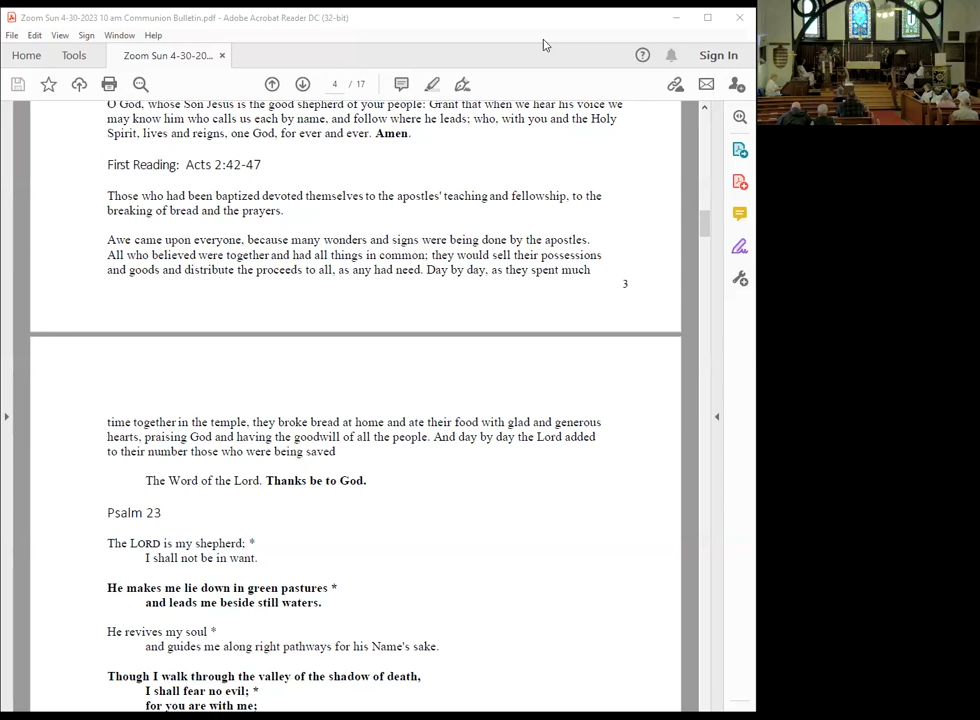 Zoom Sun 4-30-2023 10 am Communion Bulletin.pdf - Adobe Acrobat Reader DC (32-bit)
File Edit View Sign Window Help
Home Tools Zoom Sun 4-30-20... × Sign In
4 / 17
O God, whose Son Jesus is the good shepherd of your people: Grant that when we hear his voice we
may know him who calls us each by name, and follow where he leads; who, with you and the Holy
Spirit, lives and reigns, one God, for ever and ever. Amen.
First Reading: Acts 2:42-47
Those who had been baptized devoted themselves to the apostles' teaching and fellowship, to the
breaking of bread and the prayers.
Awe came upon everyone, because many wonders and signs were being done by the apostles.
All who believed were together and had all things in common; they would sell their possessions
and goods and distribute the proceeds to all, as any had need. Day by day, as they spent much
3
time together in the temple, they broke bread at home and ate their food with glad and generous
hearts, praising God and having the goodwill of all the people. And day by day the Lord added
to their number those who were being saved
The Word of the Lord. Thanks be to God.
Psalm 23
The LORD is my shepherd; *
I shall not be in want.
He makes me lie down in green pastures *
and leads me beside still waters.
He revives my soul *
and guides me along right pathways for his Name's sake.
Though I walk through the valley of the shadow of death,
I shall fear no evil; *
for you are with me;